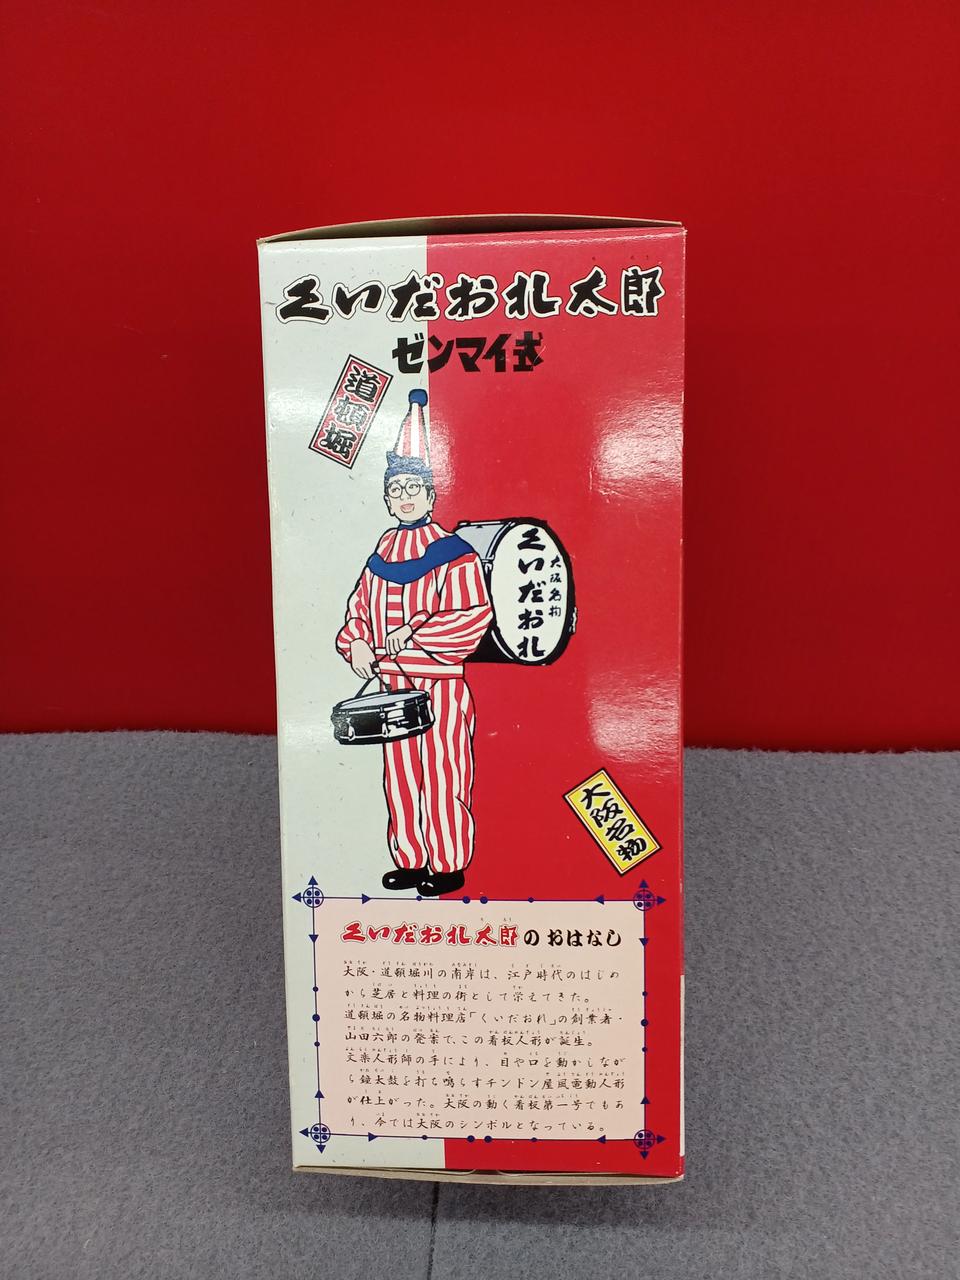 くいだおれ太郎
ゼンマイ式
道頓堀
大阪名物
くいだおれ
大阪名物
くいだおれ太郎のおはなし
大阪・道頓堀川の南岸は、江戸時代のはじめ
から芝居と料理の街として栄えてきた。
道頓堀の名物料理店「くいだおれ」の創業者・
山田六郎の発案で、この看板人形が誕生。
文楽人形師の手により、目や口を動かしなが
ら鐘太鼓を打ち鳴らすチンドン屋風電動人形
が仕上がった。大阪の動く看板第一号でもあ
り、今では大阪のシンボルとなっている。